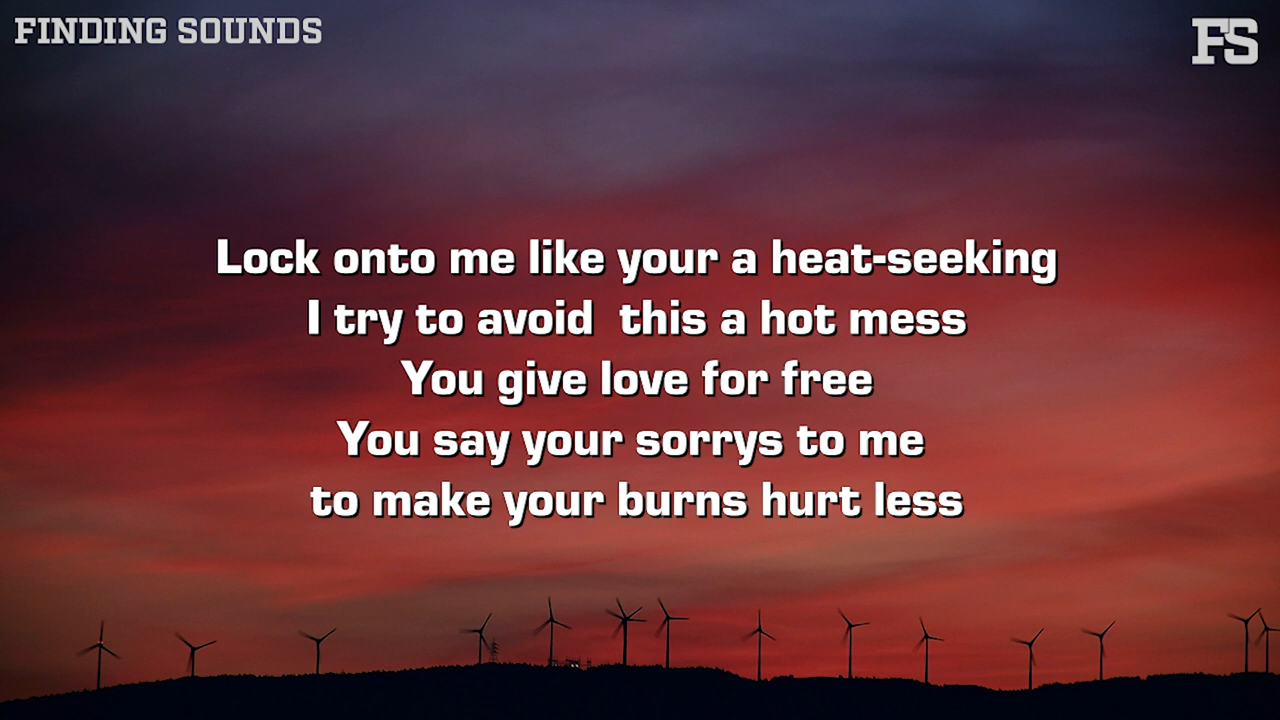 FINDING SOUNDS
FS
Lock onto me like your a heat-seeking
I try to avoid  this a hot mess
You give love for free
You say your sorrys to me
to make your burns hurt less